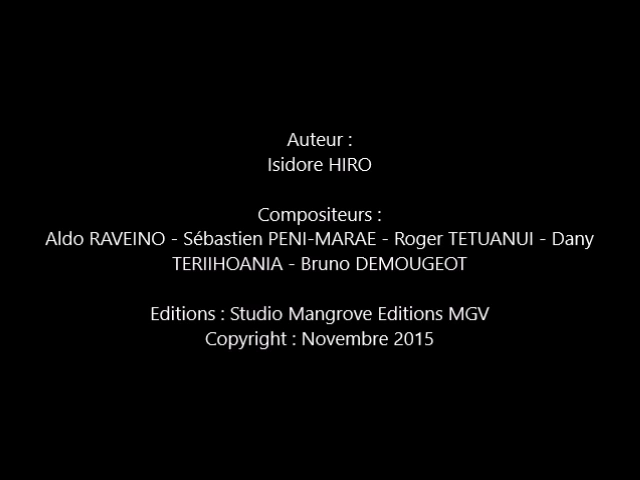 Auteur :
Isidore HIRO
Compositeurs :
Aldo RAVEINO - Sébastien PENI-MARAE - Roger TETUANUI - Dany
TERIIHOANIA - Bruno DEMOUGEOT
Editions : Studio Mangrove Editions MGV
Copyright : Novembre 2015